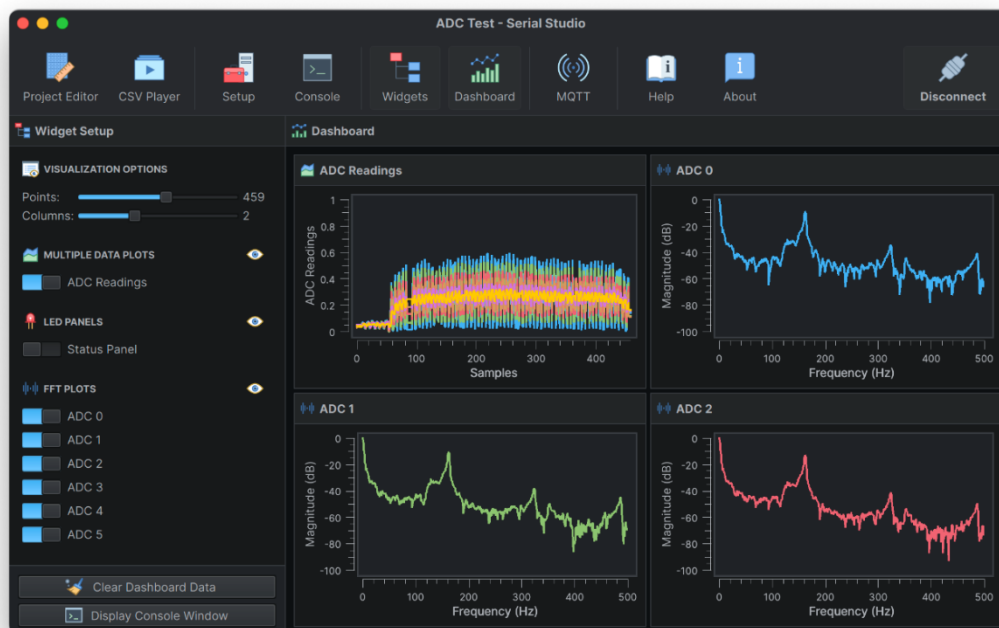 ADC Test - Serial Studio
Project Editor
CSV Player
Setup
Console
Widgets
Dashboard
MQTT
Help
About
Disconnect
Widget Setup
VISUALIZATION OPTIONS
Points: 459
Columns: 2
MULTIPLE DATA PLOTS
ADC Readings
LED PANELS
Status Panel
FFT PLOTS
ADC 0
ADC 1
ADC 2
ADC 3
ADC 4
ADC 5
Clear Dashboard Data
Display Console Window
Dashboard
ADC Readings
ADC Readings
1
0.8
0.6
0.4
0.2
0
0 100 200 300 400
Samples
ADC 0
Magnitude (dB)
0
-20
-40
-60
-80
-100
0 100 200 300 400 500
Frequency (Hz)
ADC 1
Magnitude (dB)
0
-20
-40
-60
-80
-100
0 100 200 300 400 500
Frequency (Hz)
ADC 2
Magnitude (dB)
0
-20
-40
-60
-80
-100
0 100 200 300 400 500
Frequency (Hz)